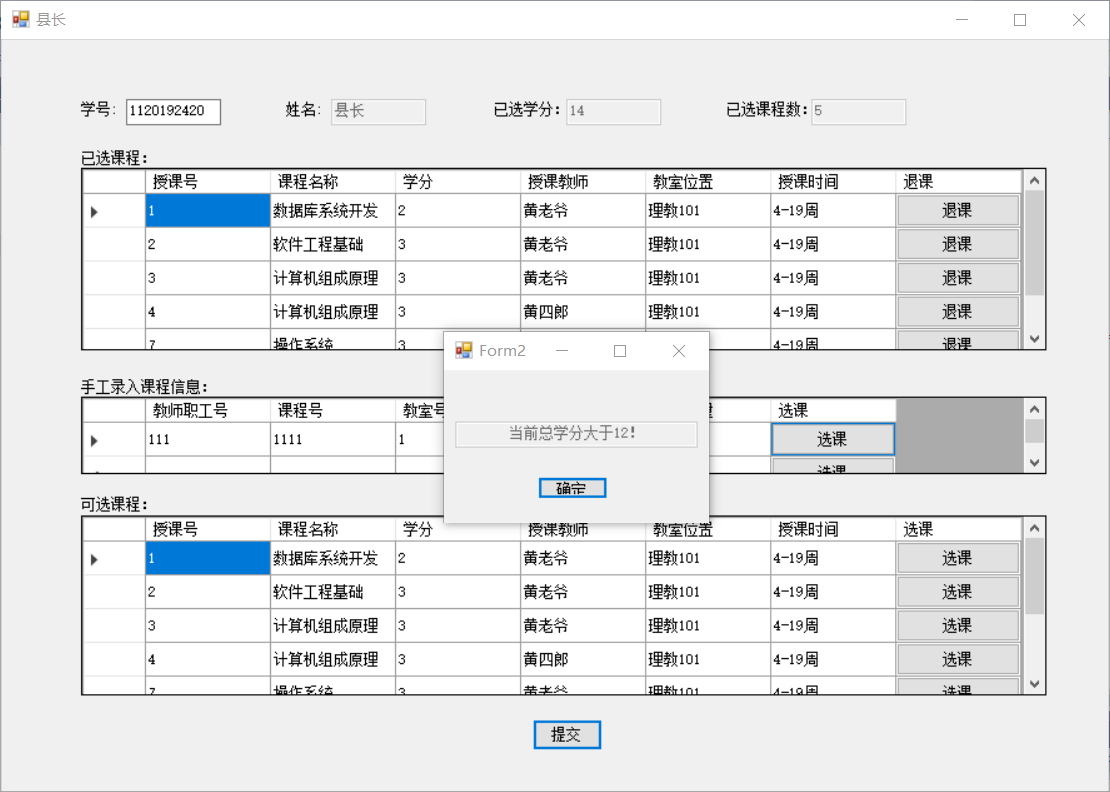 县长
学号: 1120192420 姓名: 县长 已选学分: 14 已选课程数: 5
已选课程:
授课号 课程名称 学分 授课教师 教室位置 授课时间 退课
1 数据库系统开发 2 黄老爷 理教101 4-19周 退课
2 软件工程基础 3 黄老爷 理教101 4-19周 退课
3 计算机组成原理 3 黄老爷 理教101 4-19周 退课
4 计算机组成原理 3 黄四郎 理教101 4-19周 退课
7 操作系统 3 4-19周 退课
手工录入课程信息:
教师职工号 课程号 教室号 选课
111 1111 1 选课
选课
Form2
当前总学分大于12!
确定
可选课程:
授课号 课程名称 学分 授课教师 教室位置 授课时间 选课
1 数据库系统开发 2 黄老爷 理教101 4-19周 选课
2 软件工程基础 3 黄老爷 理教101 4-19周 选课
3 计算机组成原理 3 黄老爷 理教101 4-19周 选课
4 计算机组成原理 3 黄四郎 理教101 4-19周 选课
7 操作系统 3 黄老爷 理教101 4-19周 选课
提交